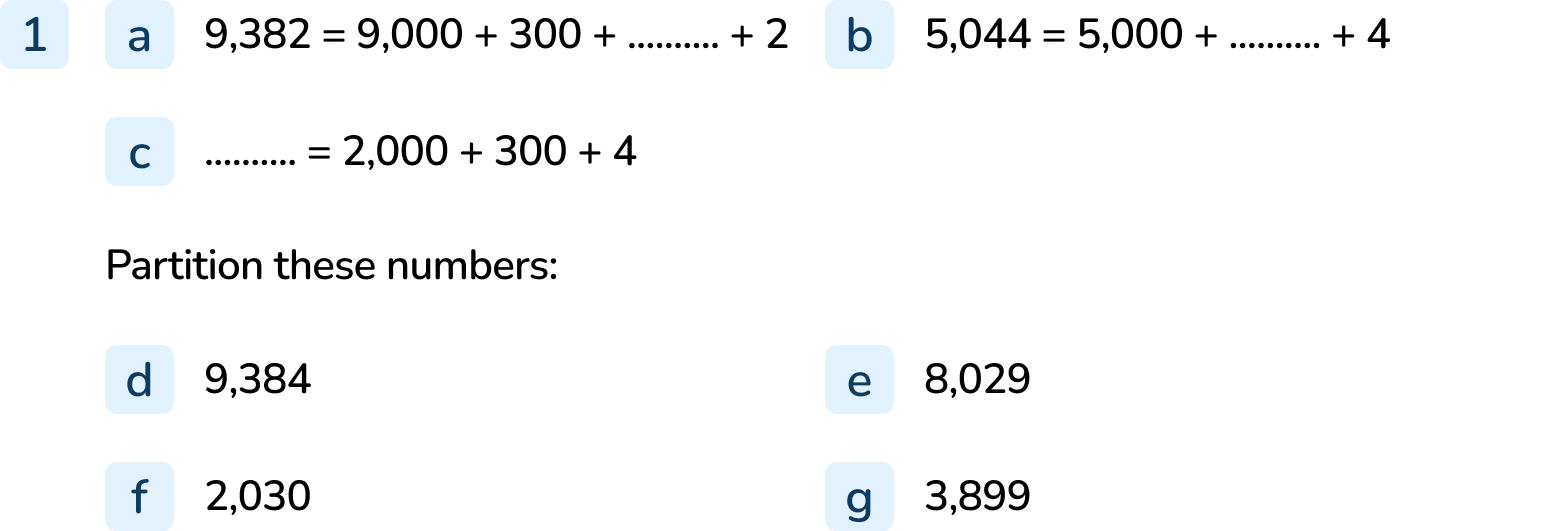 1 a 9,382 = 9,000 + 300 + .......... + 2 b 5,044 = 5,000 + .......... + 4
c .......... = 2,000 + 300 + 4
Partition these numbers:
d 9,384 e 8,029
f 2,030 g 3,899